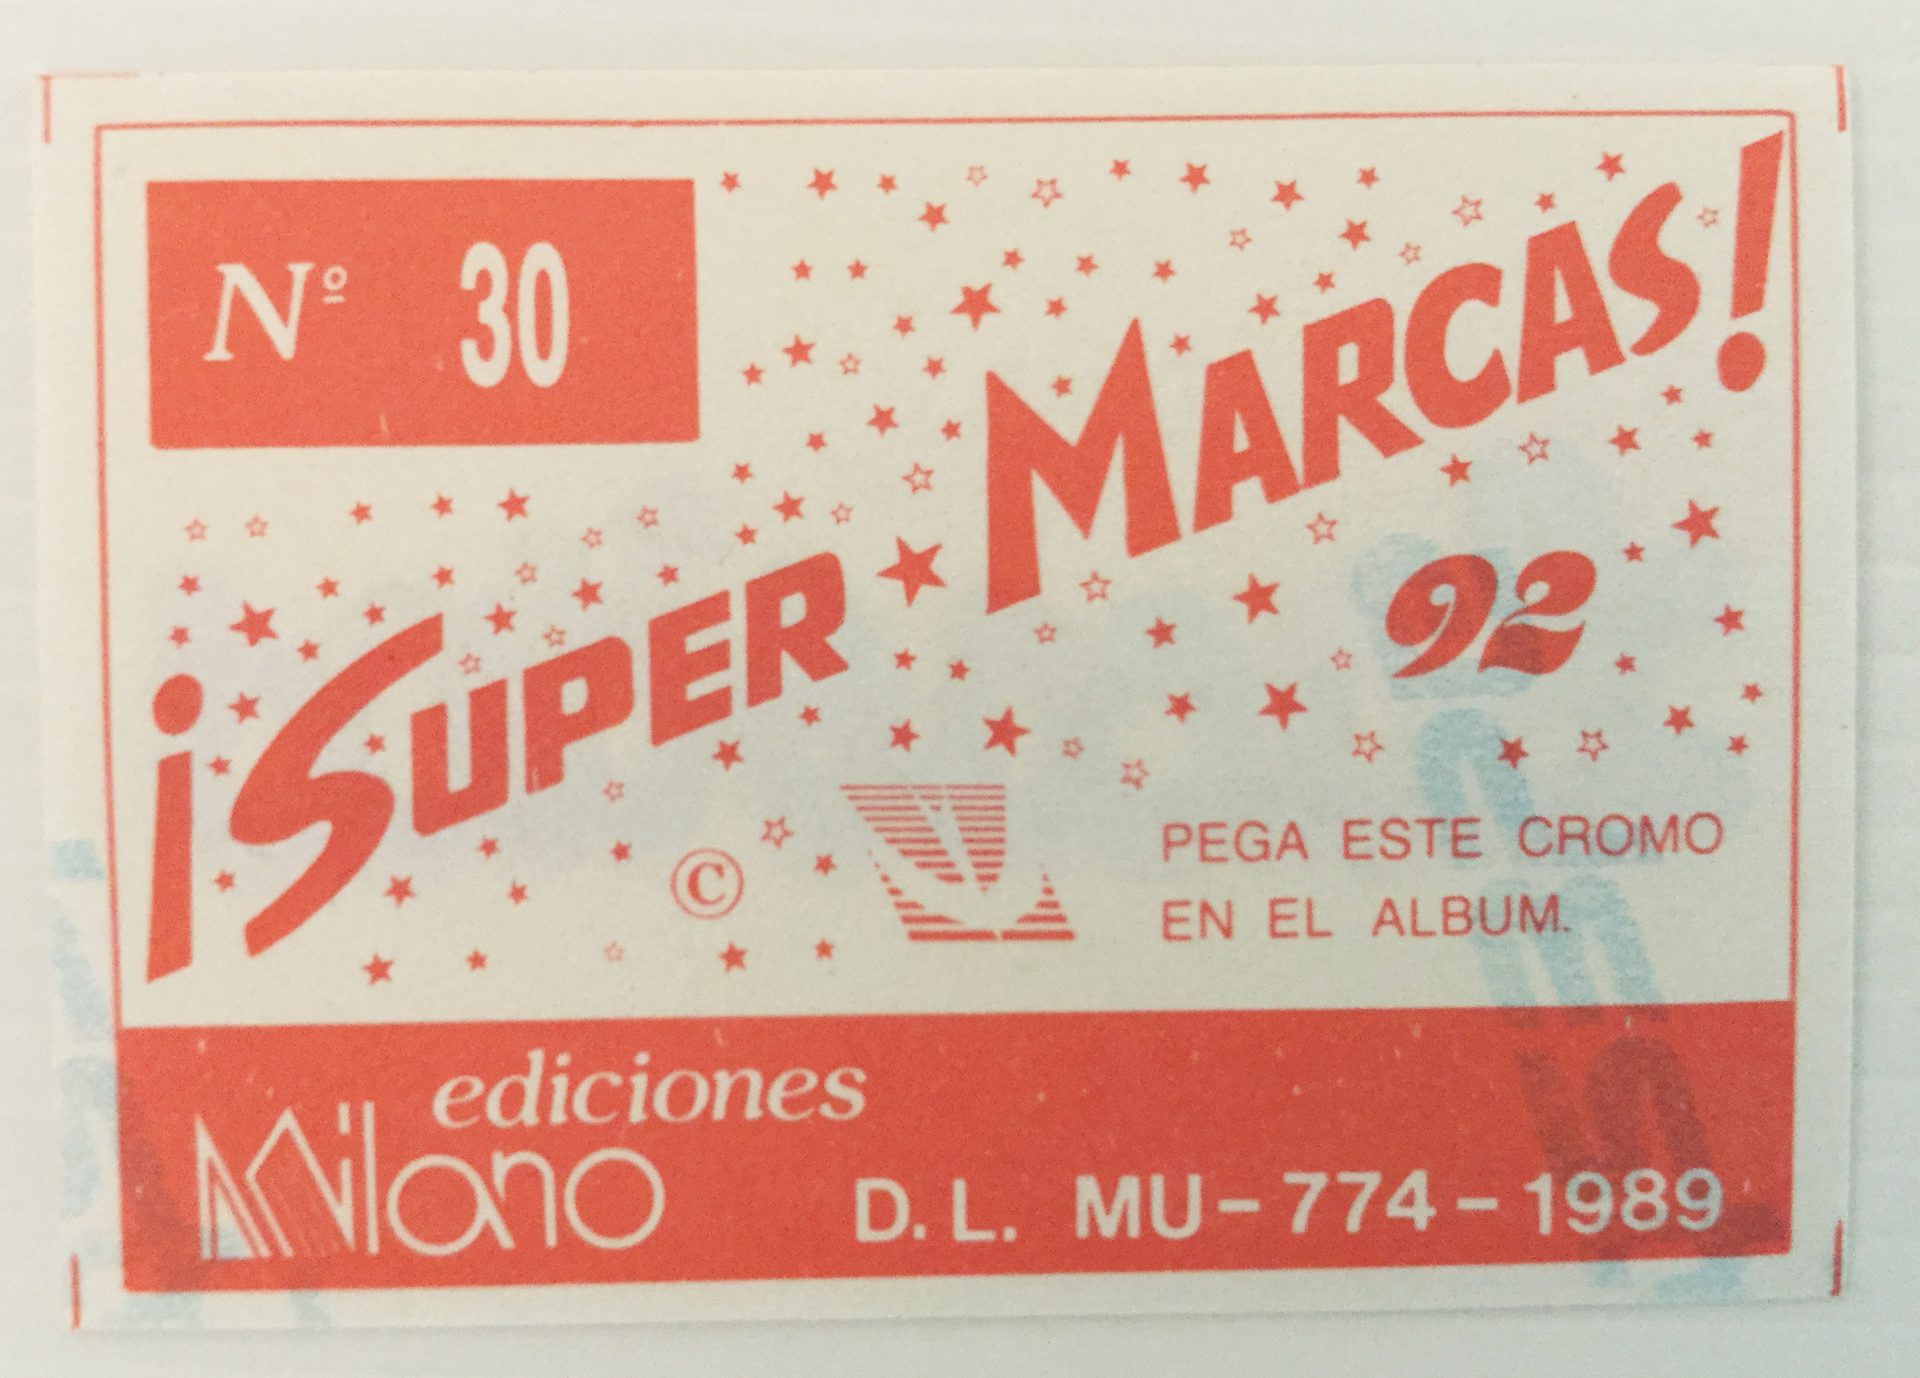 Nº 30
¡SUPER★MARCAS!
92
©
PEGA ESTE CROMO
EN EL ALBUM.
ediciones
Milano
D.L. MU-774-1989